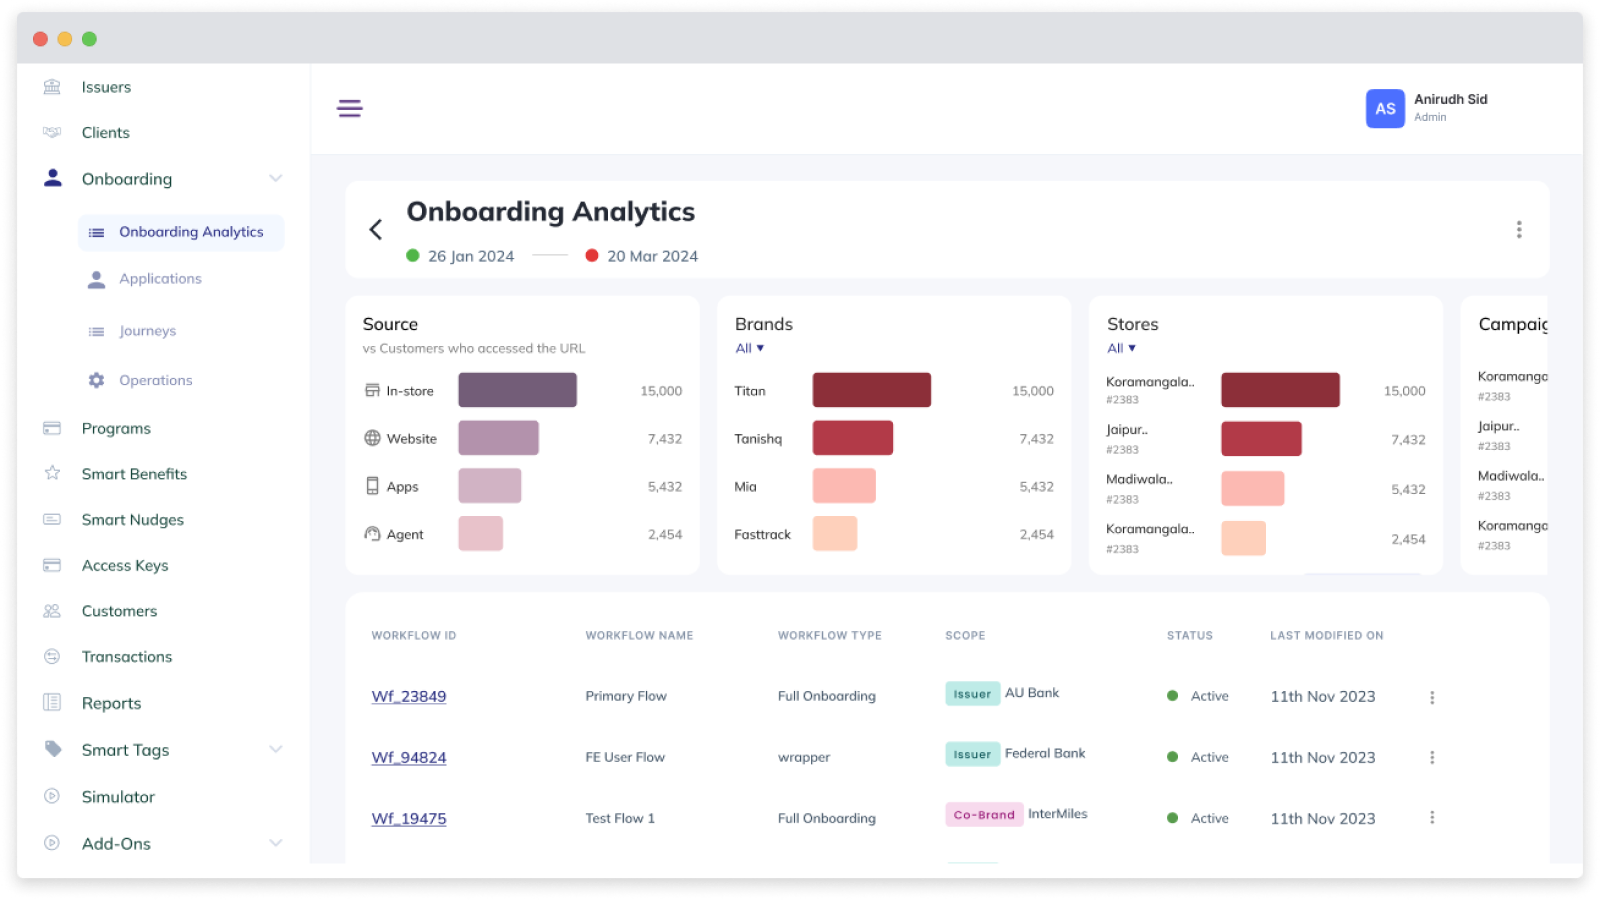 Issuers
Clients
Onboarding
Onboarding Analytics
Applications
Journeys
Operations
Programs
Smart Benefits
Smart Nudges
Access Keys
Customers
Transactions
Reports
Smart Tags
Simulator
Add-Ons
AS
Anirudh Sid
Admin
Onboarding Analytics
26 Jan 2024
20 Mar 2024
Source
vs Customers who accessed the URL
In-store 15,000
Website 7,432
Apps 5,432
Agent 2,454
Brands
All ▼
Titan 15,000
Tanishq 7,432
Mia 5,432
Fasttrack 2,454
Stores
All ▼
Koramangala.. 15,000
#2383
Jaipur.. 7,432
#2383
Madiwala.. 5,432
#2383
Koramangala.. 2,454
#2383
Campaig
Koramanga
#2383
Jaipur..
#2383
Madiwala..
#2383
Koramanga
#2383
WORKFLOW ID WORKFLOW NAME WORKFLOW TYPE SCOPE STATUS LAST MODIFIED ON
Wf_23849 Primary Flow Full Onboarding Issuer AU Bank Active 11th Nov 2023
Wf_94824 FE User Flow wrapper Issuer Federal Bank Active 11th Nov 2023
Wf_19475 Test Flow 1 Full Onboarding Co-Brand InterMiles Active 11th Nov 2023